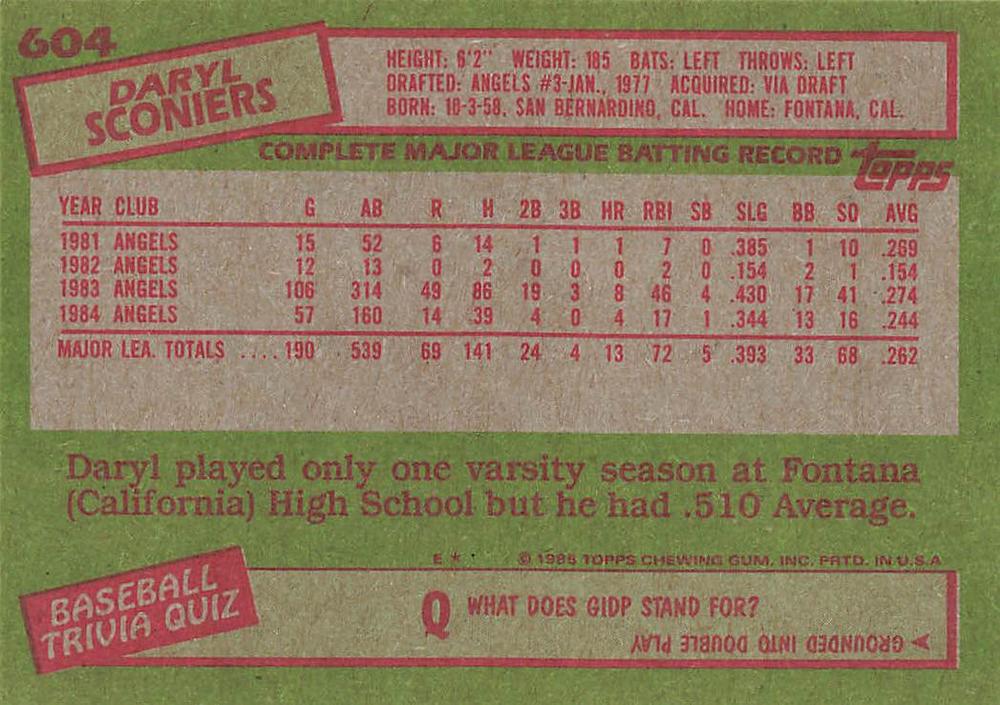 604
DARYL
SCONIERS
HEIGHT: 6'2" WEIGHT: 185 BATS: LEFT THROWS: LEFT
DRAFTED: ANGELS #3-JAN., 1977 ACQUIRED: VIA DRAFT
BORN: 10-3-58, SAN BERNARDINO, CAL. HOME: FONTANA, CAL.
COMPLETE MAJOR LEAGUE BATTING RECORD topps
YEAR CLUB G AB R H 2B 3B HR RBI SB SLG BB SO AVG
1981 ANGELS 15 52 6 14 1 1 1 7 0 .385 1 10 .269
1982 ANGELS 12 13 0 2 0 0 0 2 0 .154 2 1 .154
1983 ANGELS 106 314 49 86 19 3 8 46 4 .430 17 41 .274
1984 ANGELS 57 160 14 39 4 0 4 17 1 .344 13 16 .244
MAJOR LEA. TOTALS .... 190 539 69 141 24 4 13 72 5 .393 33 68 .262
Daryl played only one varsity season at Fontana
(California) High School but he had .510 Average.
E * © 1985 TOPPS CHEWING GUM, INC. PRTD. IN U.S.A
BASEBALL
TRIVIA QUIZ
Q WHAT DOES GIDP STAND FOR?
GROUNDED INTO DOUBLE PLAY